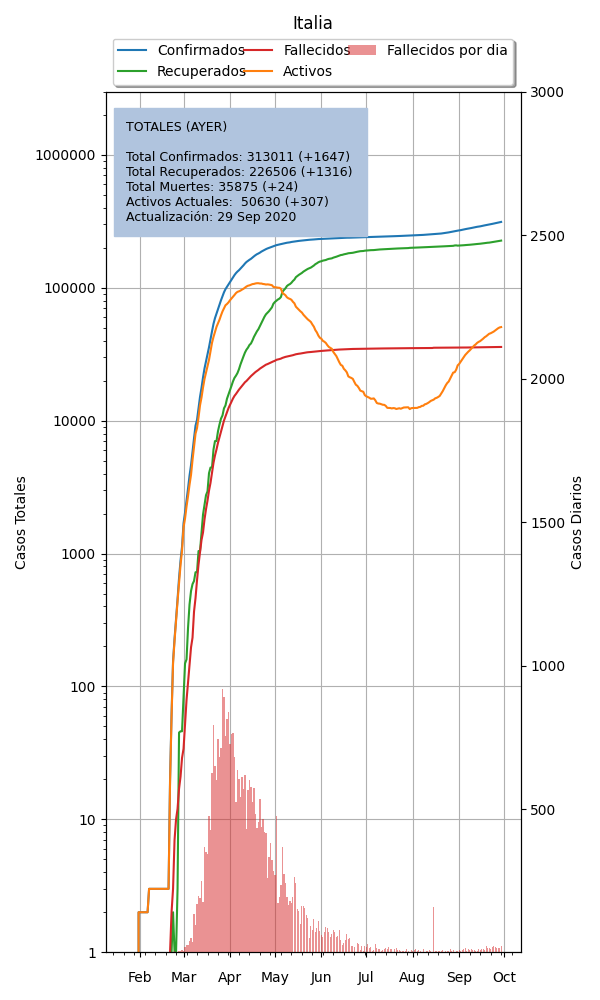 Italia
Confirmados
Recuperados
Fallecidos
Activos
Fallecidos por dia
TOTALES (AYER)
Total Confirmados: 313011 (+1647)
Total Recuperados: 226506 (+1316)
Total Muertes: 35875 (+24)
Activos Actuales:  50630 (+307)
Actualización: 29 Sep 2020
Casos Totales
1000000
100000
10000
1000
100
10
1
Casos Diarios
3000
2500
2000
1500
1000
500
Feb Mar Apr May Jun Jul Aug Sep Oct